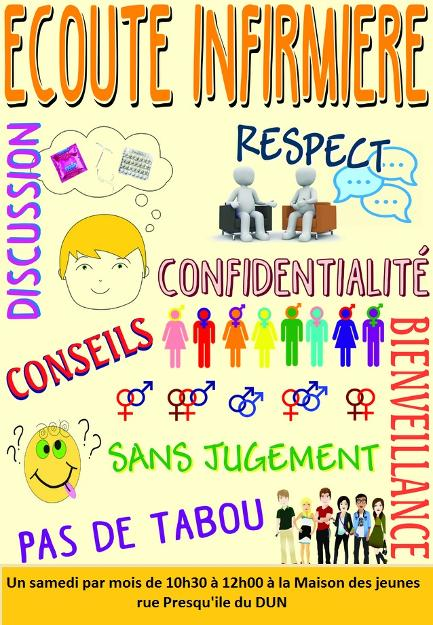 ECOUTE INFIRMIERE
DISCUSSION
RESPECT
CONFIDENTIALITÉ
CONSEILS
BIENVEILLANCE
SANS JUGEMENT
PAS DE TABOU
Un samedi par mois de 10h30 à 12h00 à la Maison des jeunes
rue Presqu'ile du DUN